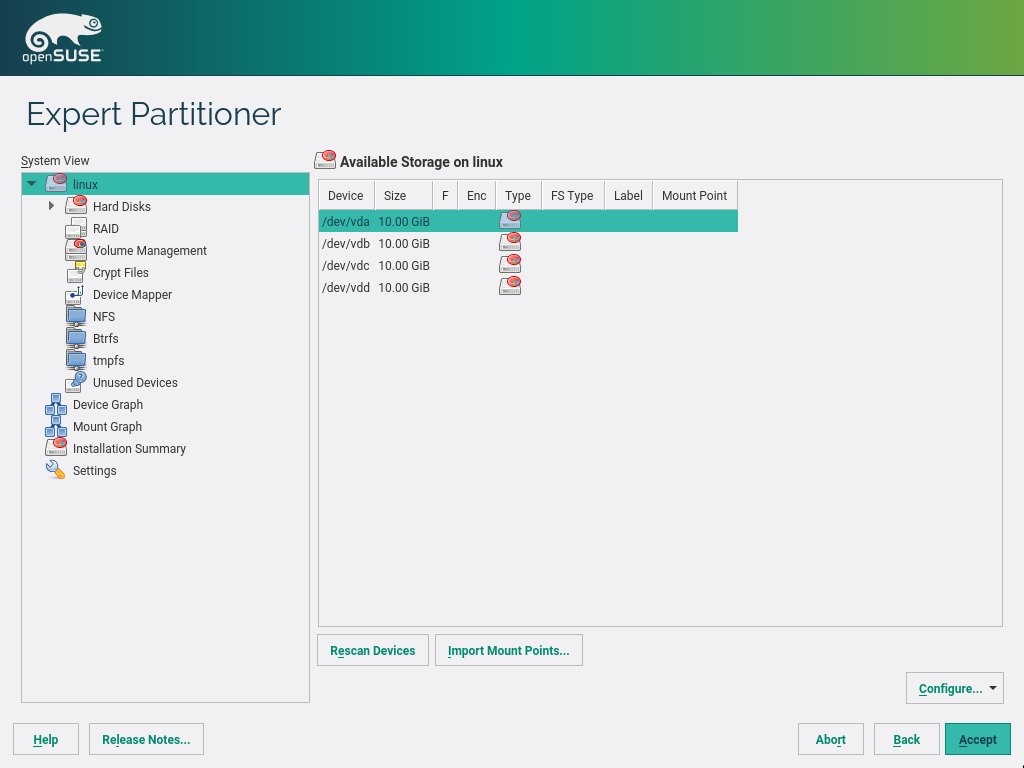 openSUSE
Expert Partitioner
System View
linux
Hard Disks
RAID
Volume Management
Crypt Files
Device Mapper
NFS
Btrfs
tmpfs
Unused Devices
Device Graph
Mount Graph
Installation Summary
Settings
Available Storage on linux
Device Size F Enc Type FS Type Label Mount Point
/dev/vda 10.00 GiB
/dev/vdb 10.00 GiB
/dev/vdc 10.00 GiB
/dev/vdd 10.00 GiB
Rescan Devices Import Mount Points...
Configure...
Help Release Notes... Abort Back Accept